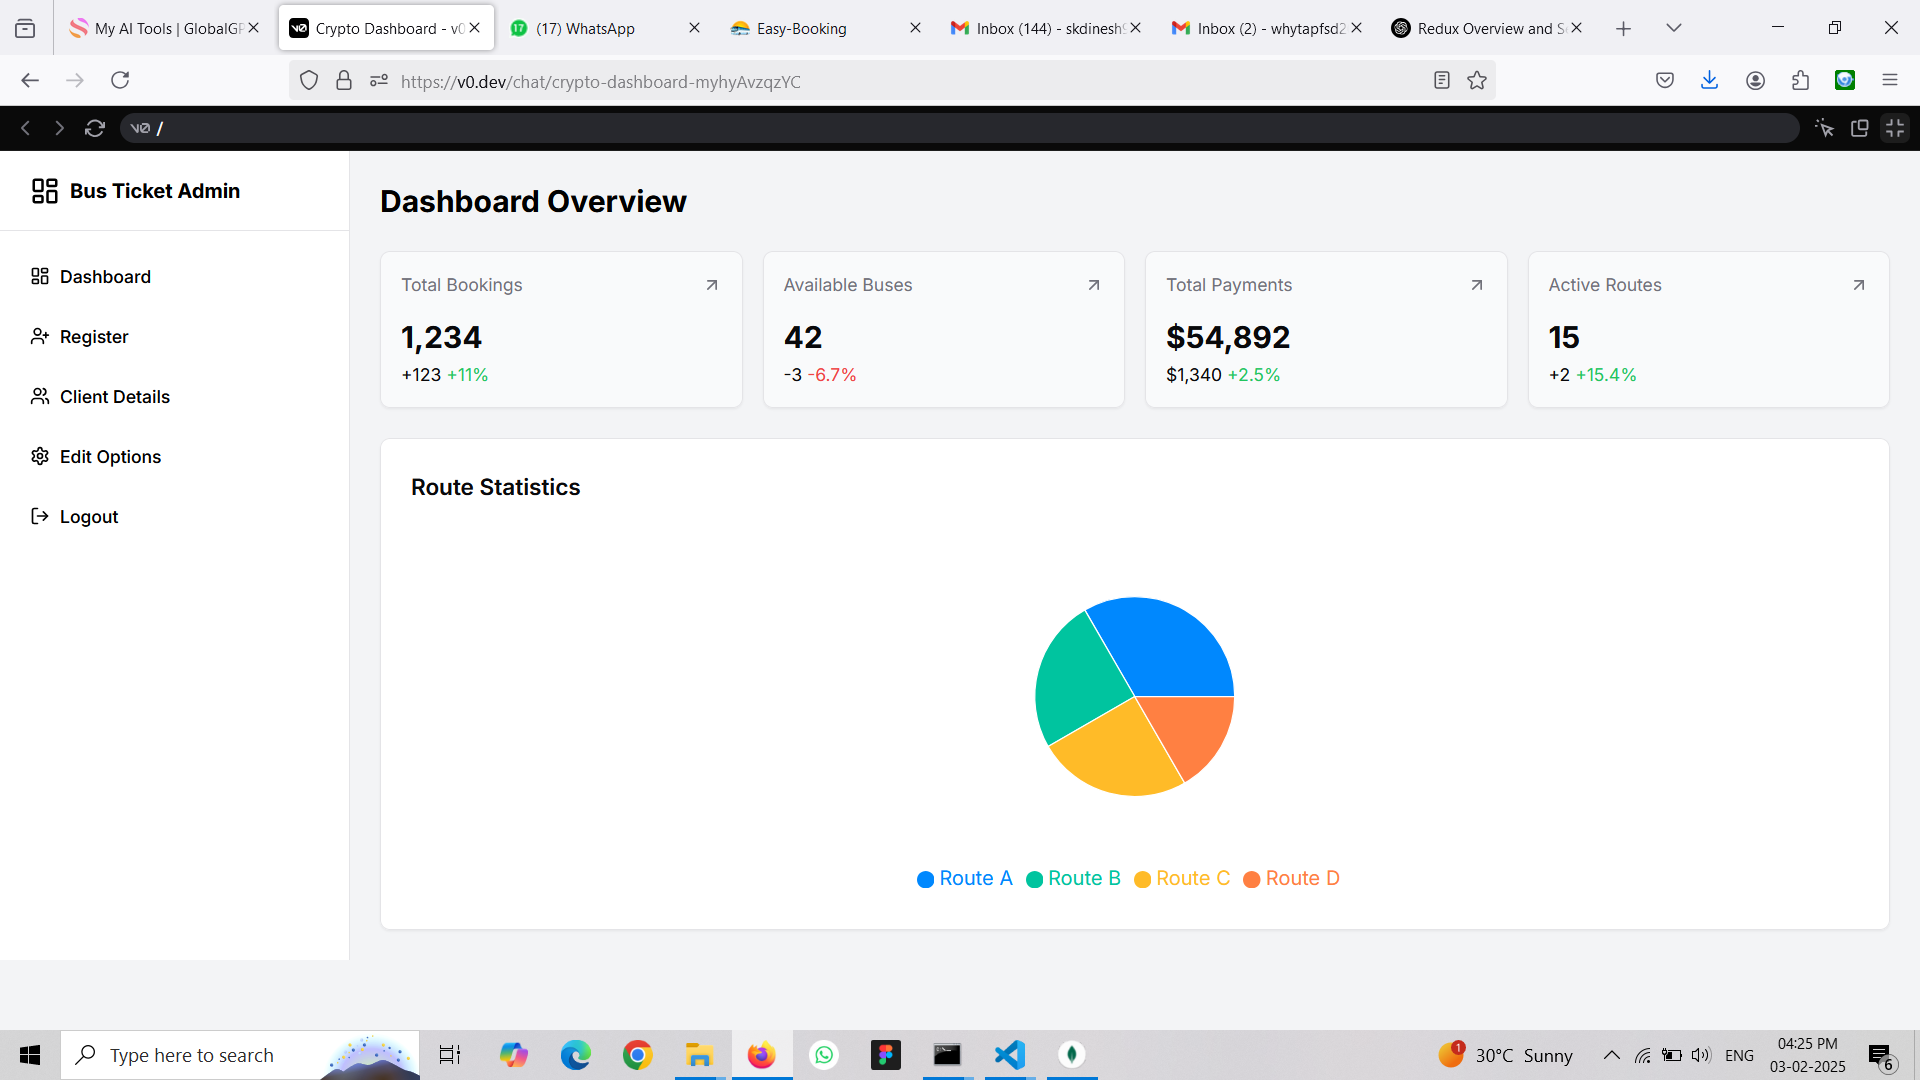 My AI Tools | GlobalGP
Crypto Dashboard - v0
17 (17) WhatsApp
Easy-Booking
Inbox (144) - skdinesh9
Inbox (2) - whytapfsd2
Redux Overview and S
https://v0.dev/chat/crypto-dashboard-myhyAvzqzYC
v0 /
Bus Ticket Admin
Dashboard
Register
Client Details
Edit Options
Logout
Dashboard Overview
Total Bookings
1,234
+123 +11%
Available Buses
42
-3 -6.7%
Total Payments
$54,892
$1,340 +2.5%
Active Routes
15
+2 +15.4%
Route Statistics
Route A Route B Route C Route D
Type here to search
1
30°C Sunny
ENG
04:25 PM
03-02-2025
6